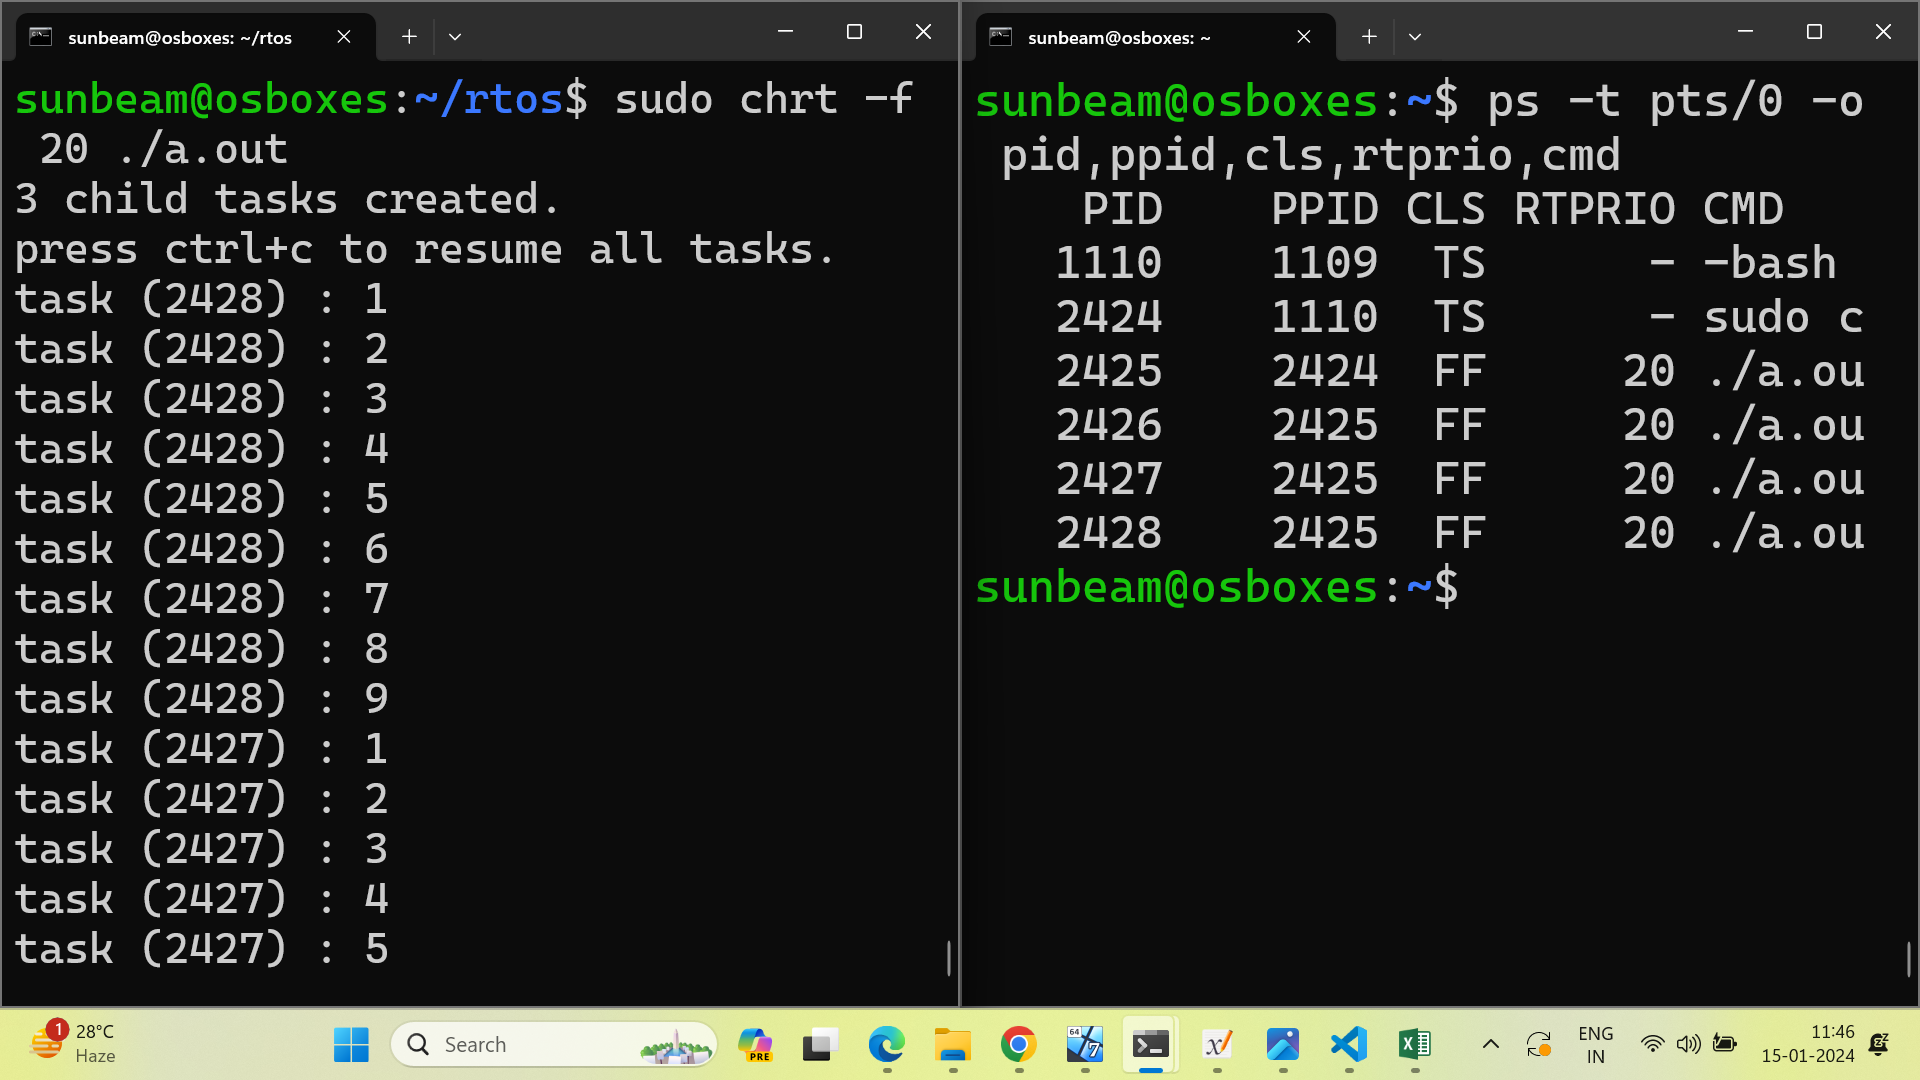 sunbeam@osboxes: ~/rtos
sunbeam@osboxes:~/rtos$ sudo chrt -f
 20 ./a.out
3 child tasks created.
press ctrl+c to resume all tasks.
task (2428) : 1
task (2428) : 2
task (2428) : 3
task (2428) : 4
task (2428) : 5
task (2428) : 6
task (2428) : 7
task (2428) : 8
task (2428) : 9
task (2427) : 1
task (2427) : 2
task (2427) : 3
task (2427) : 4
task (2427) : 5
sunbeam@osboxes: ~
sunbeam@osboxes:~$ ps -t pts/0 -o
 pid,ppid,cls,rtprio,cmd
    PID    PPID CLS RTPRIO CMD
   1110    1109  TS      - -bash
   2424    1110  TS      - sudo c
   2425    2424  FF     20 ./a.ou
   2426    2425  FF     20 ./a.ou
   2427    2425  FF     20 ./a.ou
   2428    2425  FF     20 ./a.ou
sunbeam@osboxes:~$
1
28°C
Haze
Search
PRE
64
7
ENG
IN
11:46
15-01-2024